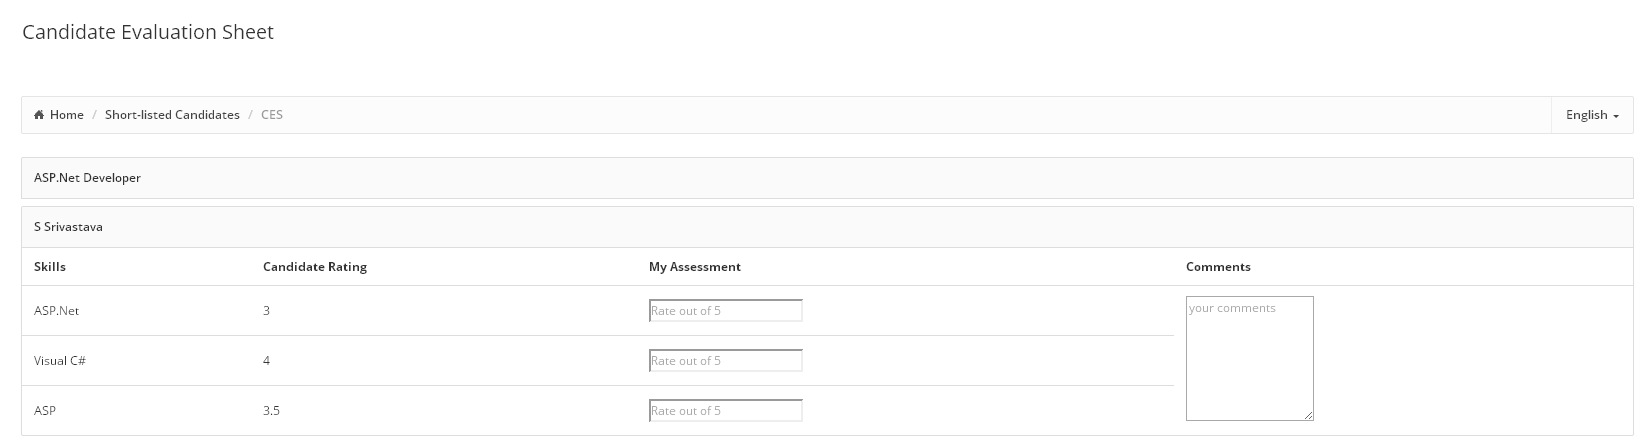 Candidate Evaluation Sheet
Home / Short-listed Candidates / CES English
ASP.Net Developer
S Srivastava
Skills Candidate Rating My Assessment Comments
ASP.Net 3 Rate out of 5 your comments
Visual C# 4 Rate out of 5
ASP 3.5 Rate out of 5